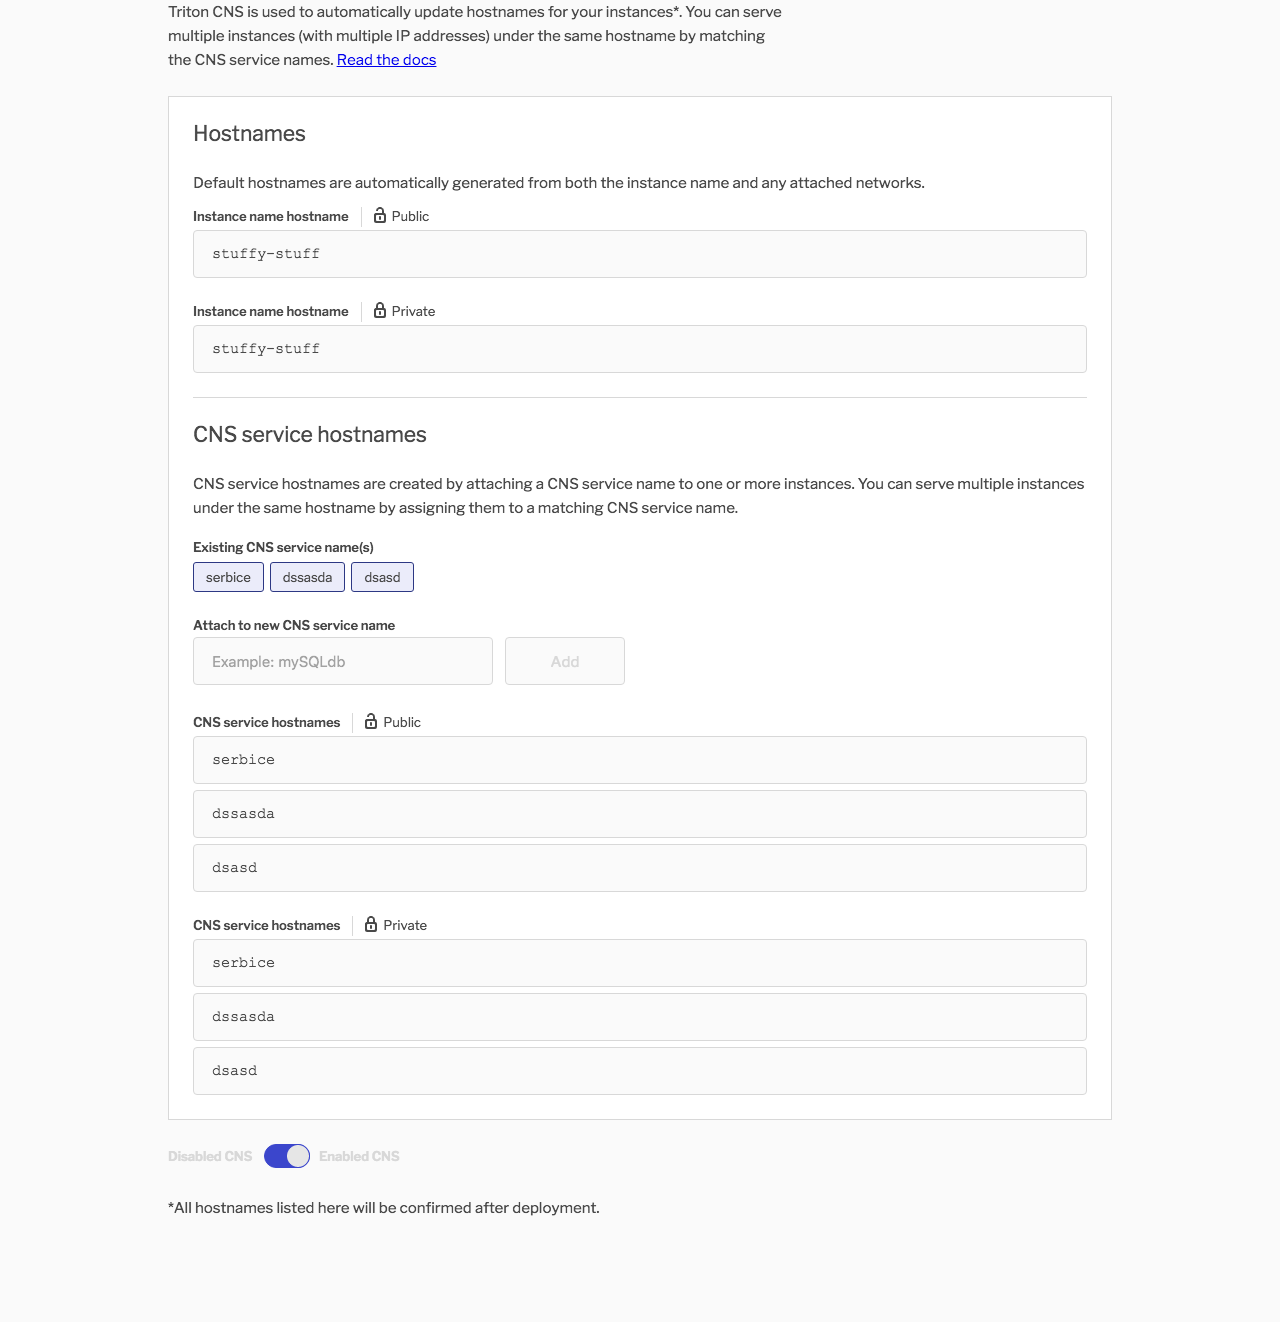 Triton CNS is used to automatically update hostnames for your instances*. You can serve
multiple instances (with multiple IP addresses) under the same hostname by matching
the CNS service names. Read the docs
Hostnames
Default hostnames are automatically generated from both the instance name and any attached networks.
Instance name hostname Public
stuffy-stuff
Instance name hostname Private
stuffy-stuff
CNS service hostnames
CNS service hostnames are created by attaching a CNS service name to one or more instances. You can serve multiple instances
under the same hostname by assigning them to a matching CNS service name.
Existing CNS service name(s)
serbice dssasda dsasd
Attach to new CNS service name
Example: mySQLdb Add
CNS service hostnames Public
serbice
dssasda
dsasd
CNS service hostnames Private
serbice
dssasda
dsasd
Disabled CNS Enabled CNS
*All hostnames listed here will be confirmed after deployment.